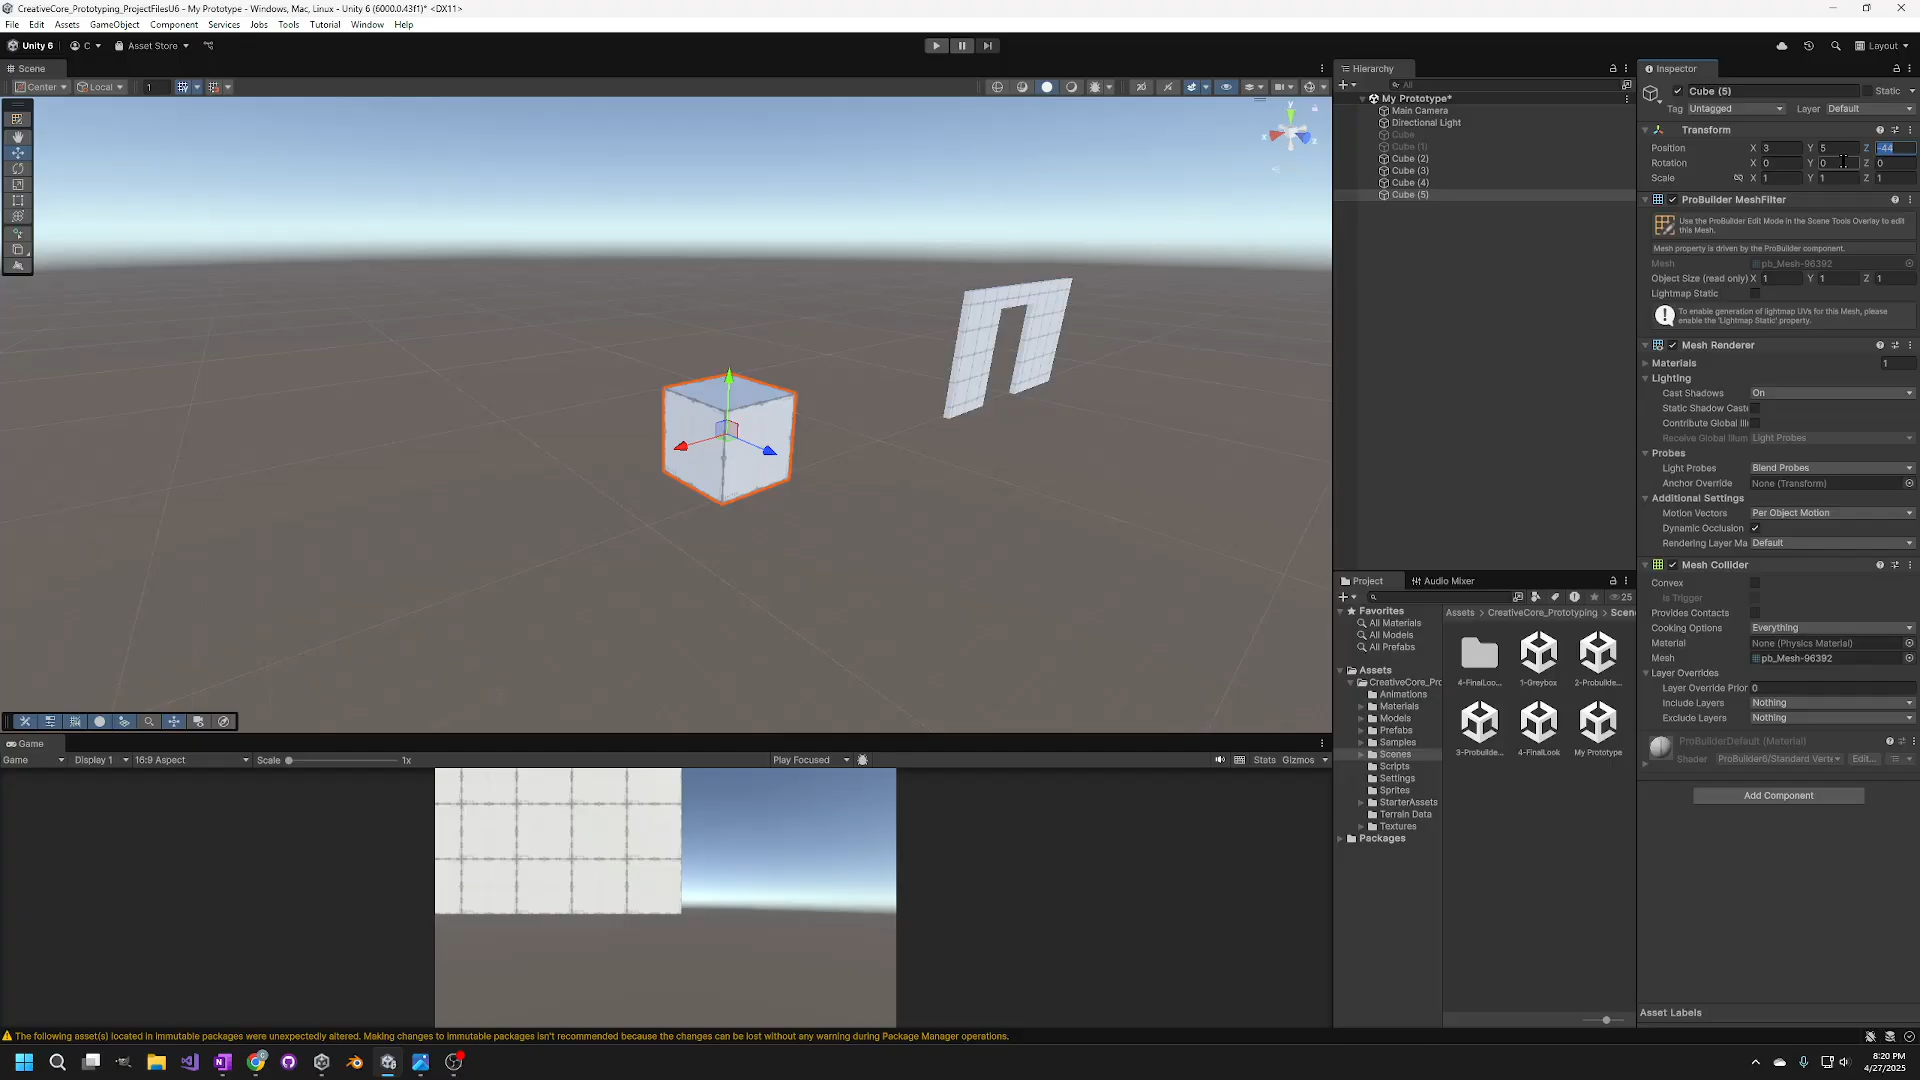 CreativeCore_Prototyping_ProjectFilesU6 - My Prototype - Windows, Mac, Linux - Unity 6 (6000.0.43f1)* <DX11>
File Edit Assets GameObject Component Services Jobs Tools Tutorial Window Help
Unity 6 C Asset Store Layout
Scene
Center Local 1 2D
y x z
Hierarchy
All
My Prototype*
Main Camera
Directional Light
Cube
Cube (1)
Cube (2)
Cube (3)
Cube (4)
Cube (5)
Inspector
Cube (5) Static
Tag Untagged Layer Default
Transform
Position X 3 Y 5 Z -44
Rotation X 0 Y 0 Z 0
Scale X 1 Y 1 Z 1
ProBuilder MeshFilter
Use the ProBuilder Edit Mode in the Scene Tools Overlay to edit
this Mesh.
Mesh property is driven by the ProBuilder component.
Mesh pb_Mesh-96392
Object Size (read only) X 1 Y 1 Z 1
Lightmap Static
To enable generation of lightmap UVs for this Mesh, please
enable the 'Lightmap Static' property.
Mesh Renderer
Materials 1
Lighting
Cast Shadows On
Static Shadow Caste
Contribute Global Illu
Receive Global Illum Light Probes
Probes
Light Probes Blend Probes
Anchor Override None (Transform)
Additional Settings
Motion Vectors Per Object Motion
Dynamic Occlusion
Rendering Layer Ma Default
Mesh Collider
Convex
Is Trigger
Provides Contacts
Cooking Options Everything
Material None (Physics Material)
Mesh pb_Mesh-96392
Layer Overrides
Layer Override Prior 0
Include Layers Nothing
Exclude Layers Nothing
ProBuilderDefault (Material)
Shader ProBuilder6/Standard Verte Edit...
Add Component
Asset Labels
Project Audio Mixer
25
Favorites
All Materials
All Models
All Prefabs
Assets
CreativeCore_Pro
Animations
Materials
Models
Prefabs
Samples
Scenes
Scripts
Settings
Sprites
StarterAssets
Terrain Data
Textures
Packages
Assets > CreativeCore_Prototyping > Scen
4-FinalLoo... 1-Greybox 2-Probuilde...
3-Probuilde... 4-FinalLook My Prototype
Game
Game Display 1 16:9 Aspect Scale 1x Play Focused Stats Gizmos
The following asset(s) located in immutable packages were unexpectedly altered. Making changes to immutable packages isn't recommended because the changes can be lost without any warning during Package Manager operations.
8:20 PM
4/27/2025